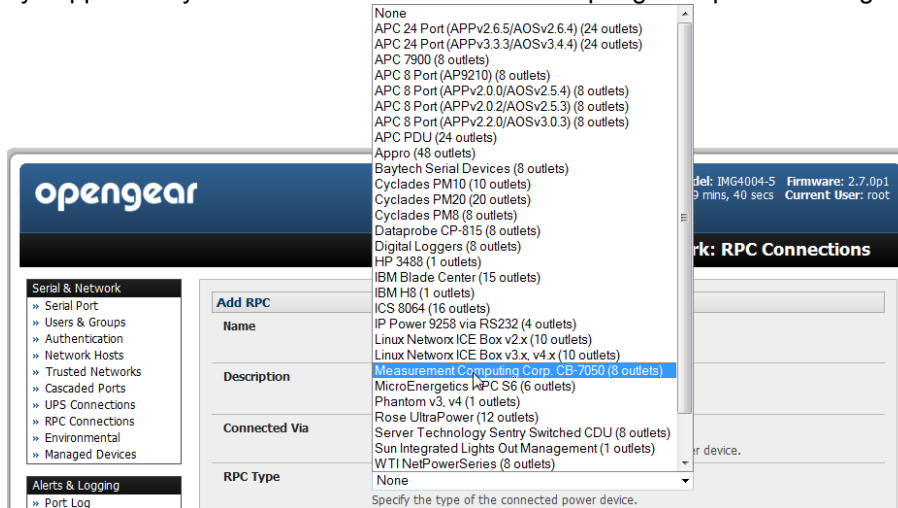 None
APC 24 Port (APPv2.6.5/AOSv2.6.4) (24 outlets)
APC 24 Port (APPv3.3.3/AOSv3.4.4) (24 outlets)
APC 7900 (8 outlets)
APC 8 Port (AP9210) (8 outlets)
APC 8 Port (APPv2.0.0/AOSv2.5.4) (8 outlets)
APC 8 Port (APPv2.0.2/AOSv2.5.3) (8 outlets)
APC 8 Port (APPv2.2.0/AOSv3.0.3) (8 outlets)
APC PDU (24 outlets)
Appro (48 outlets)
Baytech Serial Devices (8 outlets)
Cyclades PM10 (10 outlets)
Cyclades PM20 (20 outlets)
Cyclades PM8 (8 outlets)
Dataprobe CP-815 (8 outlets)
Digital Loggers (8 outlets)
HP 3488 (1 outlets)
IBM Blade Center (15 outlets)
IBM H8 (1 outlets)
ICS 8064 (16 outlets)
IP Power 9258 via RS232 (4 outlets)
Linux Networx ICE Box v2.x (10 outlets)
Linux Networx ICE Box v3.x, v4.x (10 outlets)
Measurement Computing Corp. CB-7050 (8 outlets)
MicroEnergetics PC S6 (6 outlets)
Phantom v3, v4 (1 outlets)
Rose UltraPower (12 outlets)
Server Technology Sentry Switched CDU (8 outlets)
Sun Integrated Lights Out Management (1 outlets)
WTI NetPowerSeries (8 outlets)
opengear
IMG4004-5 Firmware: 2.7.0p1
mins, 40 secs Current User: root
RPC Connections
Serial & Network
» Serial Port
» Users & Groups
» Authentication
» Network Hosts
» Trusted Networks
» Cascaded Ports
» UPS Connections
» RPC Connections
» Environmental
» Managed Devices
Alerts & Logging
» Port Log
Add RPC
Name
Description
Connected Via
device.
RPC Type
None
Specify the type of the connected power device.